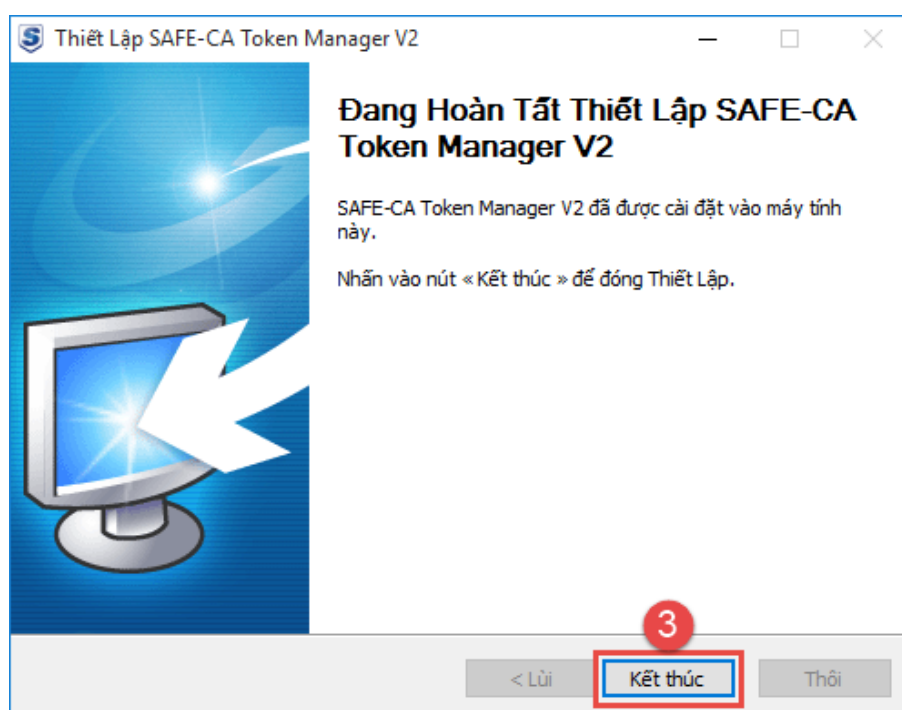 Thiết Lập SAFE-CA Token Manager V2
Đang Hoàn Tất Thiết Lập SAFE-CA
Token Manager V2
SAFE-CA Token Manager V2 đã được cài đặt vào máy tính
này.
Nhấn vào nút «Kết thúc » để đóng Thiết Lập.
3
< Lùi
Kết thúc
Thôi